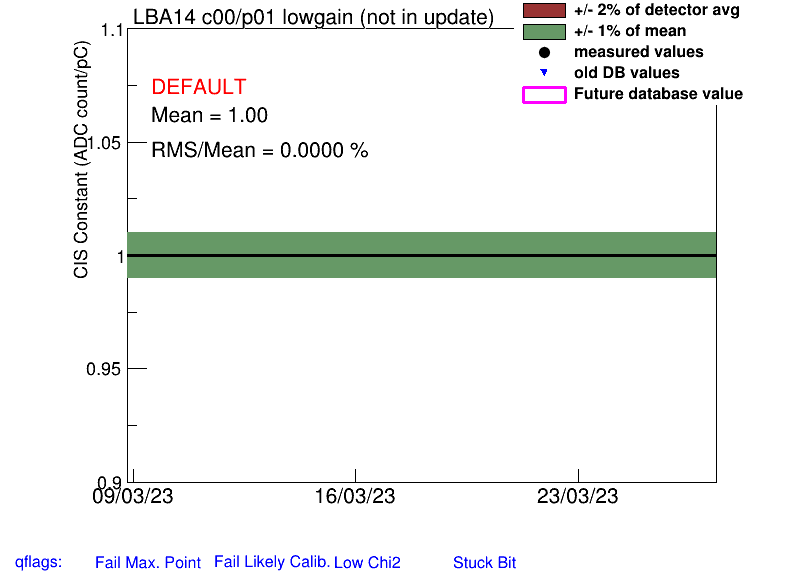 LBA14 c00/p01 lowgain (not in update)
+/- 2% of detector avg
+/- 1% of mean
measured values
old DB values
Future database value
DEFAULT
Mean = 1.00
RMS/Mean = 0.0000 %
CIS Constant (ADC count/pC)
1.1
1.05
1
0.95
0.9
09/03/23 16/03/23 23/03/23
qflags: Fail Max. Point Fail Likely Calib. Low Chi2 Stuck Bit